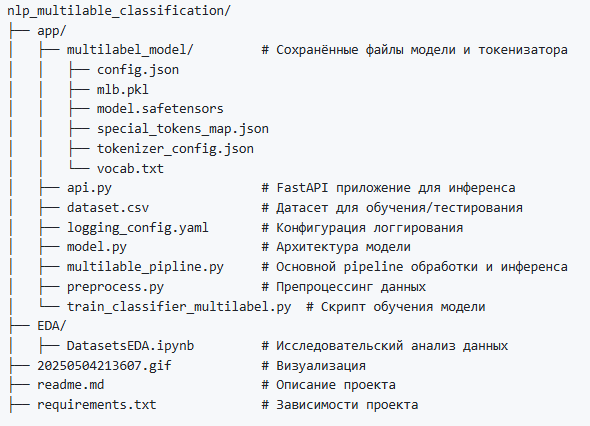 nlp_multilable_classification/
├── app/
│   ├── multilabel_model/         # Сохранённые файлы модели и токенизатора
│   │   ├── config.json
│   │   ├── mlb.pkl
│   │   ├── model.safetensors
│   │   ├── special_tokens_map.json
│   │   ├── tokenizer_config.json
│   │   └── vocab.txt
│   ├── api.py                    # FastAPI приложение для инференса
│   ├── dataset.csv               # Датасет для обучения/тестирования
│   ├── logging_config.yaml       # Конфигурация логгирования
│   ├── model.py                  # Архитектура модели
│   ├── multilable_pipline.py     # Основной pipeline обработки и инференса
│   ├── preprocess.py             # Препроцессинг данных
│   └── train_classifier_multilabel.py  # Скрипт обучения модели
├── EDA/
│   ├── DatasetsEDA.ipynb         # Исследовательский анализ данных
├── 20250504213607.gif            # Визуализация
├── readme.md                     # Описание проекта
├── requirements.txt              # Зависимости проекта